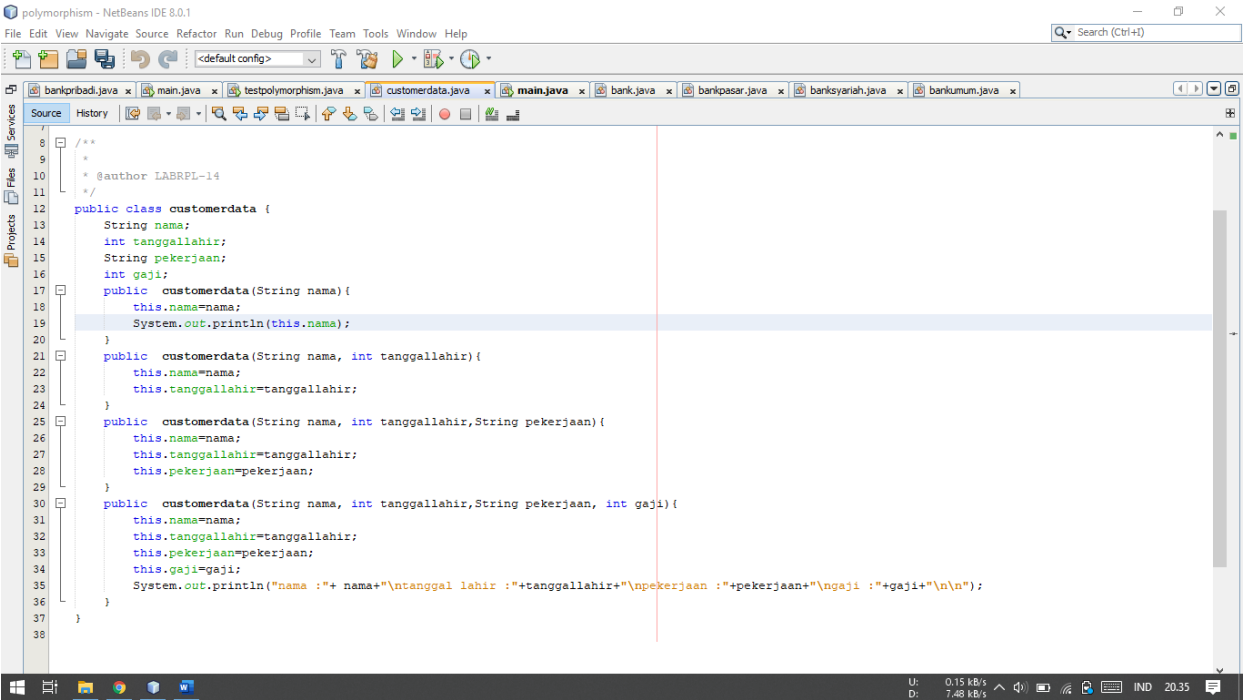 polymorphism - NetBeans IDE 8.0.1
File Edit View Navigate Source Refactor Run Debug Profile Team Tools Window Help
Search (Ctrl+I)
<default config>
bankpribadi.java x main.java x testpolymorphism.java x customerdata.java x main.java x bank.java x bankpasar.java x banksyariah.java x bankumum.java x
Source History
Services
Files
Projects
7
8 /**
9 *
10 * @author LABRPL-14
11 */
12 public class customerdata {
13 String nama;
14 int tanggallahir;
15 String pekerjaan;
16 int gaji;
17 public customerdata(String nama){
18 this.nama=nama;
19 System.out.println(this.nama);
20 }
21 public customerdata(String nama, int tanggallahir){
22 this.nama=nama;
23 this.tanggallahir=tanggallahir;
24 }
25 public customerdata(String nama, int tanggallahir,String pekerjaan){
26 this.nama=nama;
27 this.tanggallahir=tanggallahir;
28 this.pekerjaan=pekerjaan;
29 }
30 public customerdata(String nama, int tanggallahir,String pekerjaan, int gaji){
31 this.nama=nama;
32 this.tanggallahir=tanggallahir;
33 this.pekerjaan=pekerjaan;
34 this.gaji=gaji;
35 System.out.println("nama :"+ nama+"\ntanggal lahir :"+tanggallahir+"\npekerjaan :"+pekerjaan+"\ngaji :"+gaji+"\n\n");
36 }
37 }
38
U: 0.15 kB/s
D: 7.48 kB/s
IND 20.35